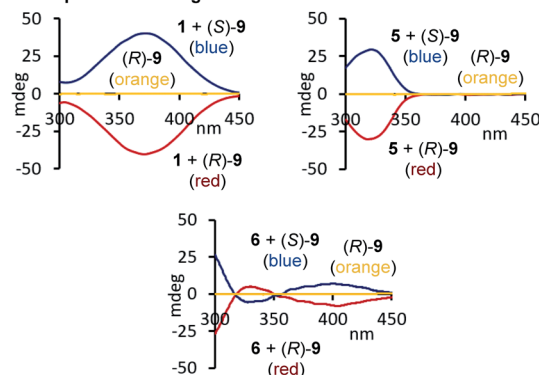 50
25
0
-25
-50
mdeg
300
350
400
450
nm
1 + (S)-9
(blue)
(R)-9
(orange)
1 + (R)-9
(red)
50
25
0
-25
-50
mdeg
300
350
400
450
nm
5 + (S)-9
(blue)
(R)-9
(orange)
5 + (R)-9
(red)
50
25
0
-25
-50
mdeg
300
350
400
450
nm
6 + (S)-9
(blue)
(R)-9
(orange)
6 + (R)-9
(red)